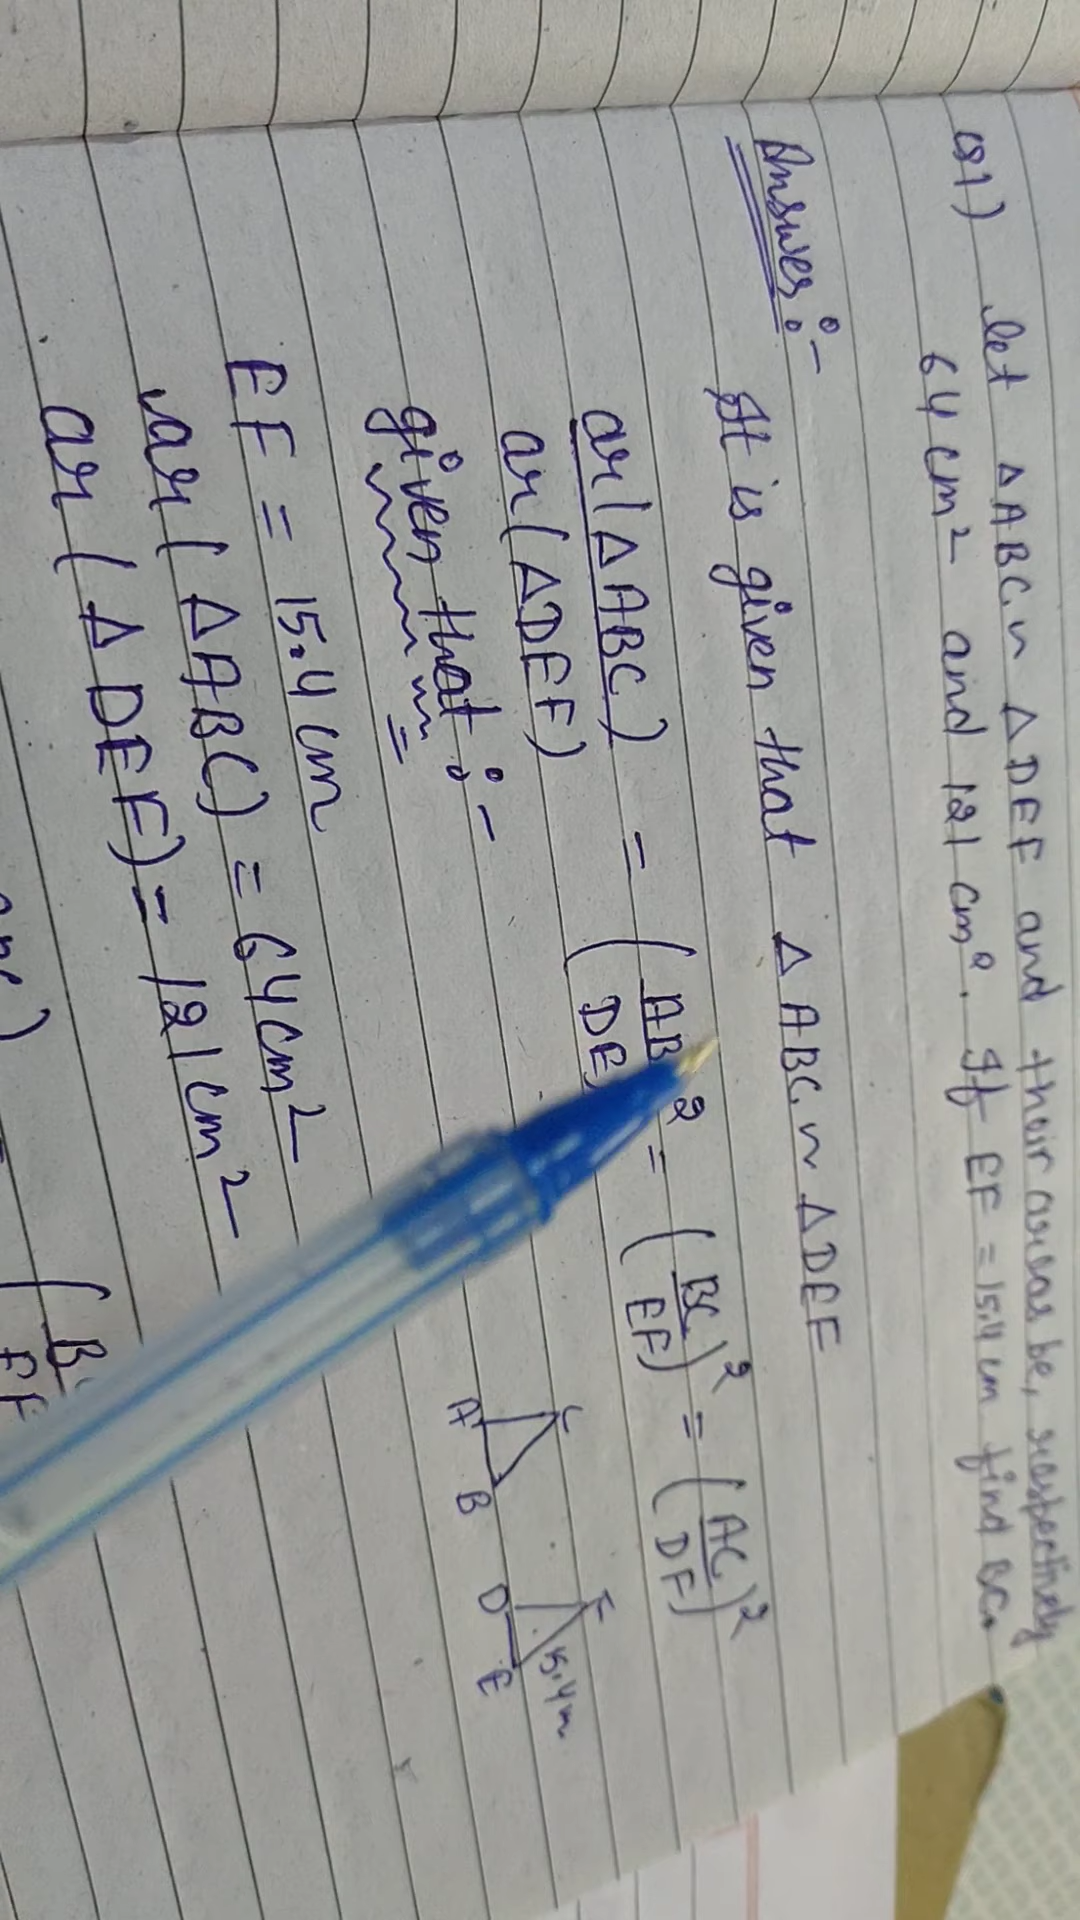 Q1) let △ABC ~ △DEF and their areas be, respectively
64 cm² and 121 cm². If EF = 15.4 cm find BC.
Answer :-
It is given that △ABC ~ △DEF
ar(△ABC) = (AB 2 = (BC)² = (AC)²
ar(△DEF) (DE EF) (DF)
given that :-
C F
A B D E 15.4m
EF = 15.4 cm
ar(△ABC) = 64 cm²
ar(△DEF) = 121 cm²
(B